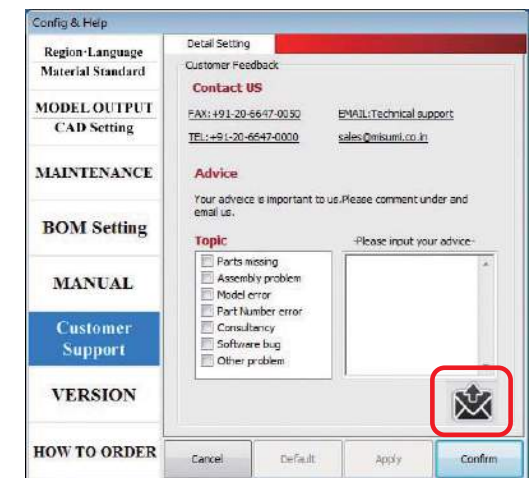 Config & Help
Region·Language
Material Standard
MODEL OUTPUT
CAD Setting
MAINTENANCE
BOM Setting
MANUAL
Customer
Support
VERSION
HOW TO ORDER
Detail Setting
Customer Feedback
Contact US
FAX: +91-20-6647-0050
EMAIL:Technical support
TEL:+91-20-6647-0000
sales@misumi.co.in
Advice
Your adveice is important to us.Please comment under and
email us.
Topic
-Please input your advice-
Parts missing
Assembly problem
Model error
Part Number error
Consultancy
Software bug
Other problem
Cancel
Default
Apply
Confirm